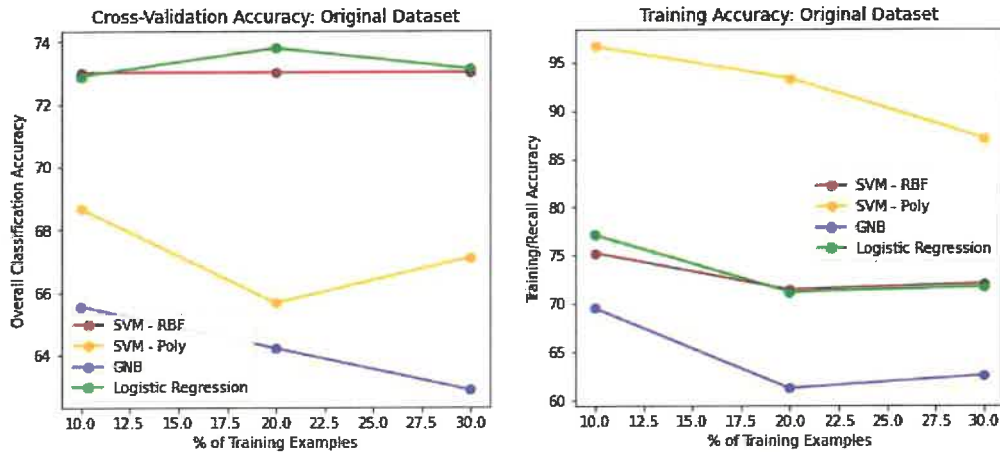 Cross-Validation Accuracy: Original Dataset
Overall Classification Accuracy
74
72
70
68
66
64
SVM - RBF
SVM - Poly
GNB
Logistic Regression
10.0 12.5 15.0 17.5 20.0 22.5 25.0 27.5 30.0
% of Training Examples
Training Accuracy: Original Dataset
Training/Recall Accuracy
95
90
85
80
75
70
65
60
SVM - RBF
SVM - Poly
GNB
Logistic Regression
10.0 12.5 15.0 17.5 20.0 22.5 25.0 27.5 30.0
% of Training Examples